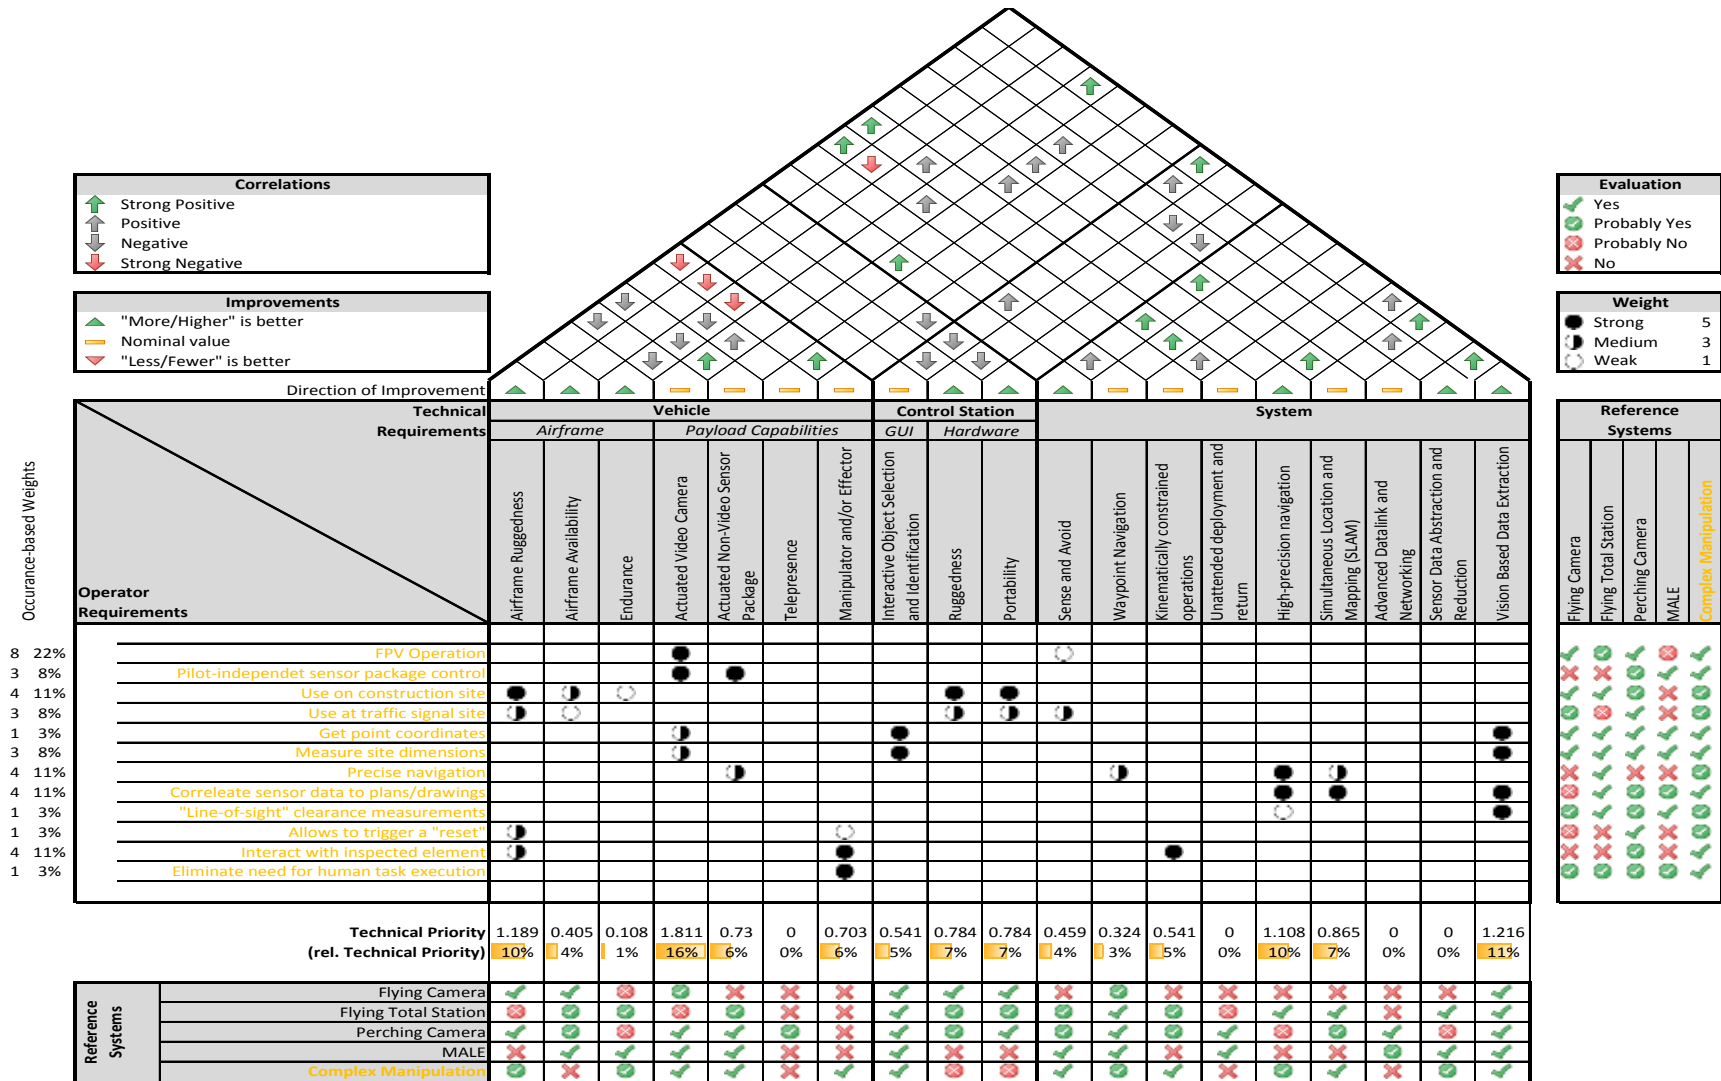 Correlations
Strong Positive
Positive
Negative
Strong Negative
Improvements
"More/Higher" is better
Nominal value
"Less/Fewer" is better
Evaluation
Yes
Probably Yes
Probably No
No
Weight
Strong 5
Medium 3
Weak 1
Direction of Improvement
Technical
Requirements
Vehicle
Control Station
System
Airframe
Payload Capabilities
GUI
Hardware
Reference
Systems
Occurance-based Weights
Operator
Requirements
Airframe Ruggedness
Airframe Availability
Endurance
Actuated Video Camera
Actuated Non-Video Sensor
Package
Telepresence
Manipulator and/or Effector
Interactive Object Selection
and Identification
Ruggedness
Portability
Sense and Avoid
Waypoint Navigation
Kinematically constrained
operations
Unattended deployment and
return
High-precision navigation
Simultaneous Location and
Mapping (SLAM)
Advanced Datalink and
Networking
Sensor Data Abstraction and
Reduction
Vision Based Data Extraction
Flying Camera
Flying Total Station
Perching Camera
MALE
Complex Manipulation
8 22% FPV Operation
3 8% Pilot-independet sensor package control
4 11% Use on construction site
3 8% Use at traffic signal site
1 3% Get point coordinates
3 8% Measure site dimensions
4 11% Precise navigation
4 11% Correleate sensor data to plans/drawings
1 3% "Line-of-sight" clearance measurements
1 3% Allows to trigger a "reset"
4 11% Interact with inspected element
1 3% Eliminate need for human task execution
Technical Priority 1.189 0.405 0.108 1.811 0.73 0 0.703 0.541 0.784 0.784 0.459 0.324 0.541 0 1.108 0.865 0 0 1.216
(rel. Technical Priority) 10% 4% 1% 16% 6% 0% 6% 5% 7% 7% 4% 3% 5% 0% 10% 7% 0% 0% 11%
Reference
Systems
Flying Camera
Flying Total Station
Perching Camera
MALE
Complex Manipulation